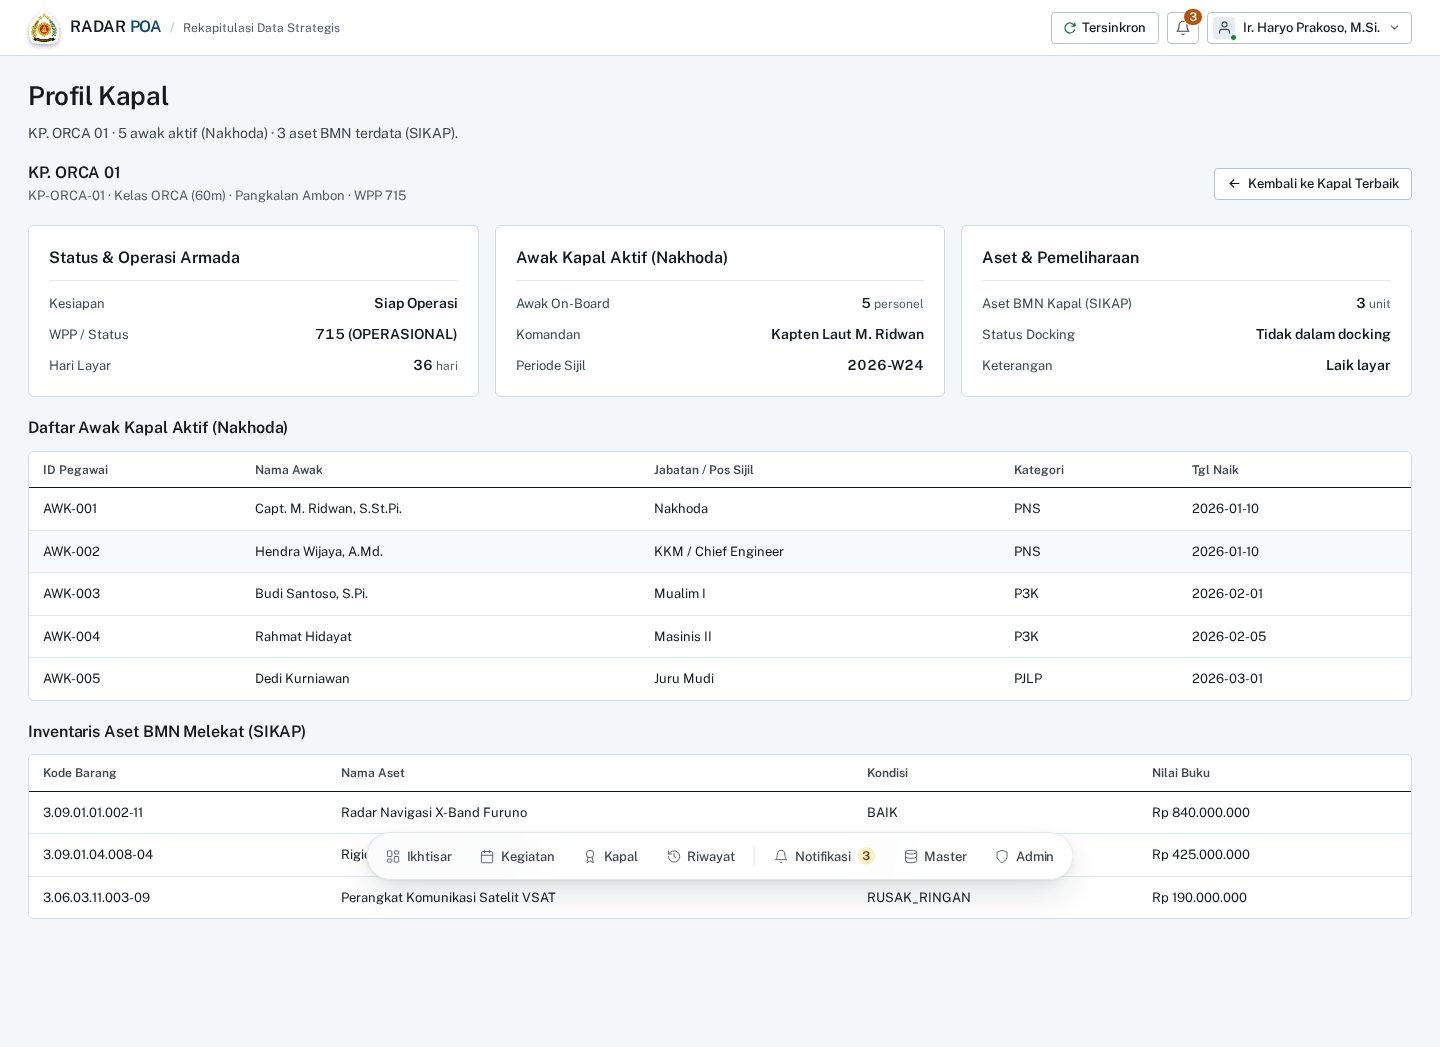 RADAR POA / Rekapitulasi Data Strategis
Tersinkron
3
Ir. Haryo Prakoso, M.Si.
Profil Kapal
KP. ORCA 01 · 5 awak aktif (Nakhoda) · 3 aset BMN terdata (SIKAP).
KP. ORCA 01
KP-ORCA-01 · Kelas ORCA (60m) · Pangkalan Ambon · WPP 715
← Kembali ke Kapal Terbaik
Status & Operasi Armada
Kesiapan Siap Operasi
WPP / Status 715 (OPERASIONAL)
Hari Layar 36 hari
Awak Kapal Aktif (Nakhoda)
Awak On-Board 5 personel
Komandan Kapten Laut M. Ridwan
Periode Sijil 2026-W24
Aset & Pemeliharaan
Aset BMN Kapal (SIKAP) 3 unit
Status Docking Tidak dalam docking
Keterangan Laik layar
Daftar Awak Kapal Aktif (Nakhoda)
ID Pegawai Nama Awak Jabatan / Pos Sijil Kategori Tgl Naik
AWK-001 Capt. M. Ridwan, S.St.Pi. Nakhoda PNS 2026-01-10
AWK-002 Hendra Wijaya, A.Md. KKM / Chief Engineer PNS 2026-01-10
AWK-003 Budi Santoso, S.Pi. Mualim I P3K 2026-02-01
AWK-004 Rahmat Hidayat Masinis II P3K 2026-02-05
AWK-005 Dedi Kurniawan Juru Mudi PJLP 2026-03-01
Inventaris Aset BMN Melekat (SIKAP)
Kode Barang Nama Aset Kondisi Nilai Buku
3.09.01.01.002-11 Radar Navigasi X-Band Furuno BAIK Rp 840.000.000
3.09.01.04.008-04 Rp 425.000.000
Ikhtisar Kegiatan Kapal Riwayat Notifikasi 3 Master Admin
3.06.03.11.003-09 Perangkat Komunikasi Satelit VSAT RUSAK_RINGAN Rp 190.000.000